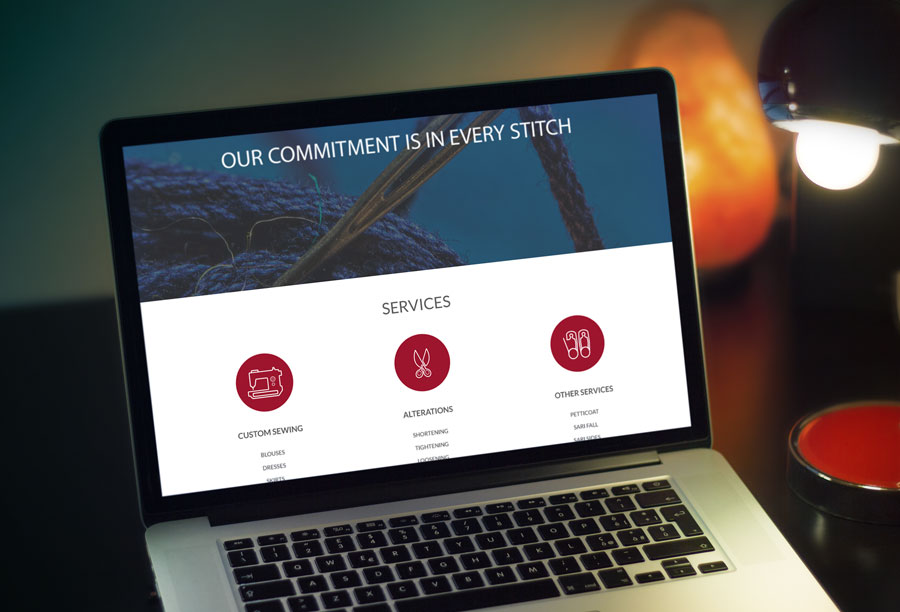 OUR COMMITMENT IS IN EVERY STITCH
SERVICES
CUSTOM SEWING
BLOUSES
DRESSES
SKIRTS
ALTERATIONS
SHORTENING
TIGHTENING
LOOSENING
OTHER SERVICES
PETTICOAT
SARI FALL
SARI SIDES